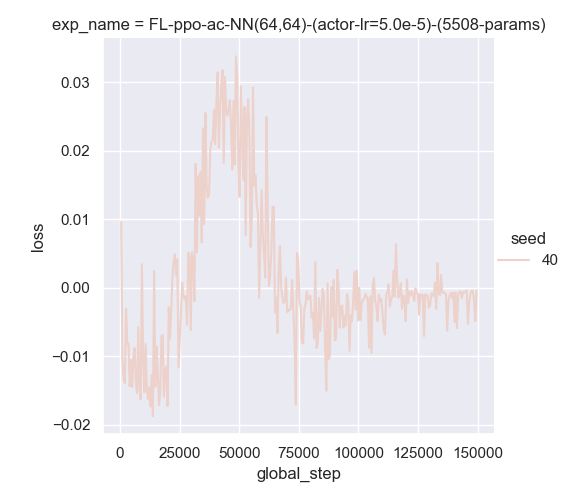 exp_name = FL-ppo-ac-NN(64,64)-(actor-lr=5.0e-5)-(5508-params)
0.03
0.02
0.01
0.00
−0.01
−0.02
loss
0 25000 50000 75000 100000 125000 150000
global_step
seed
40